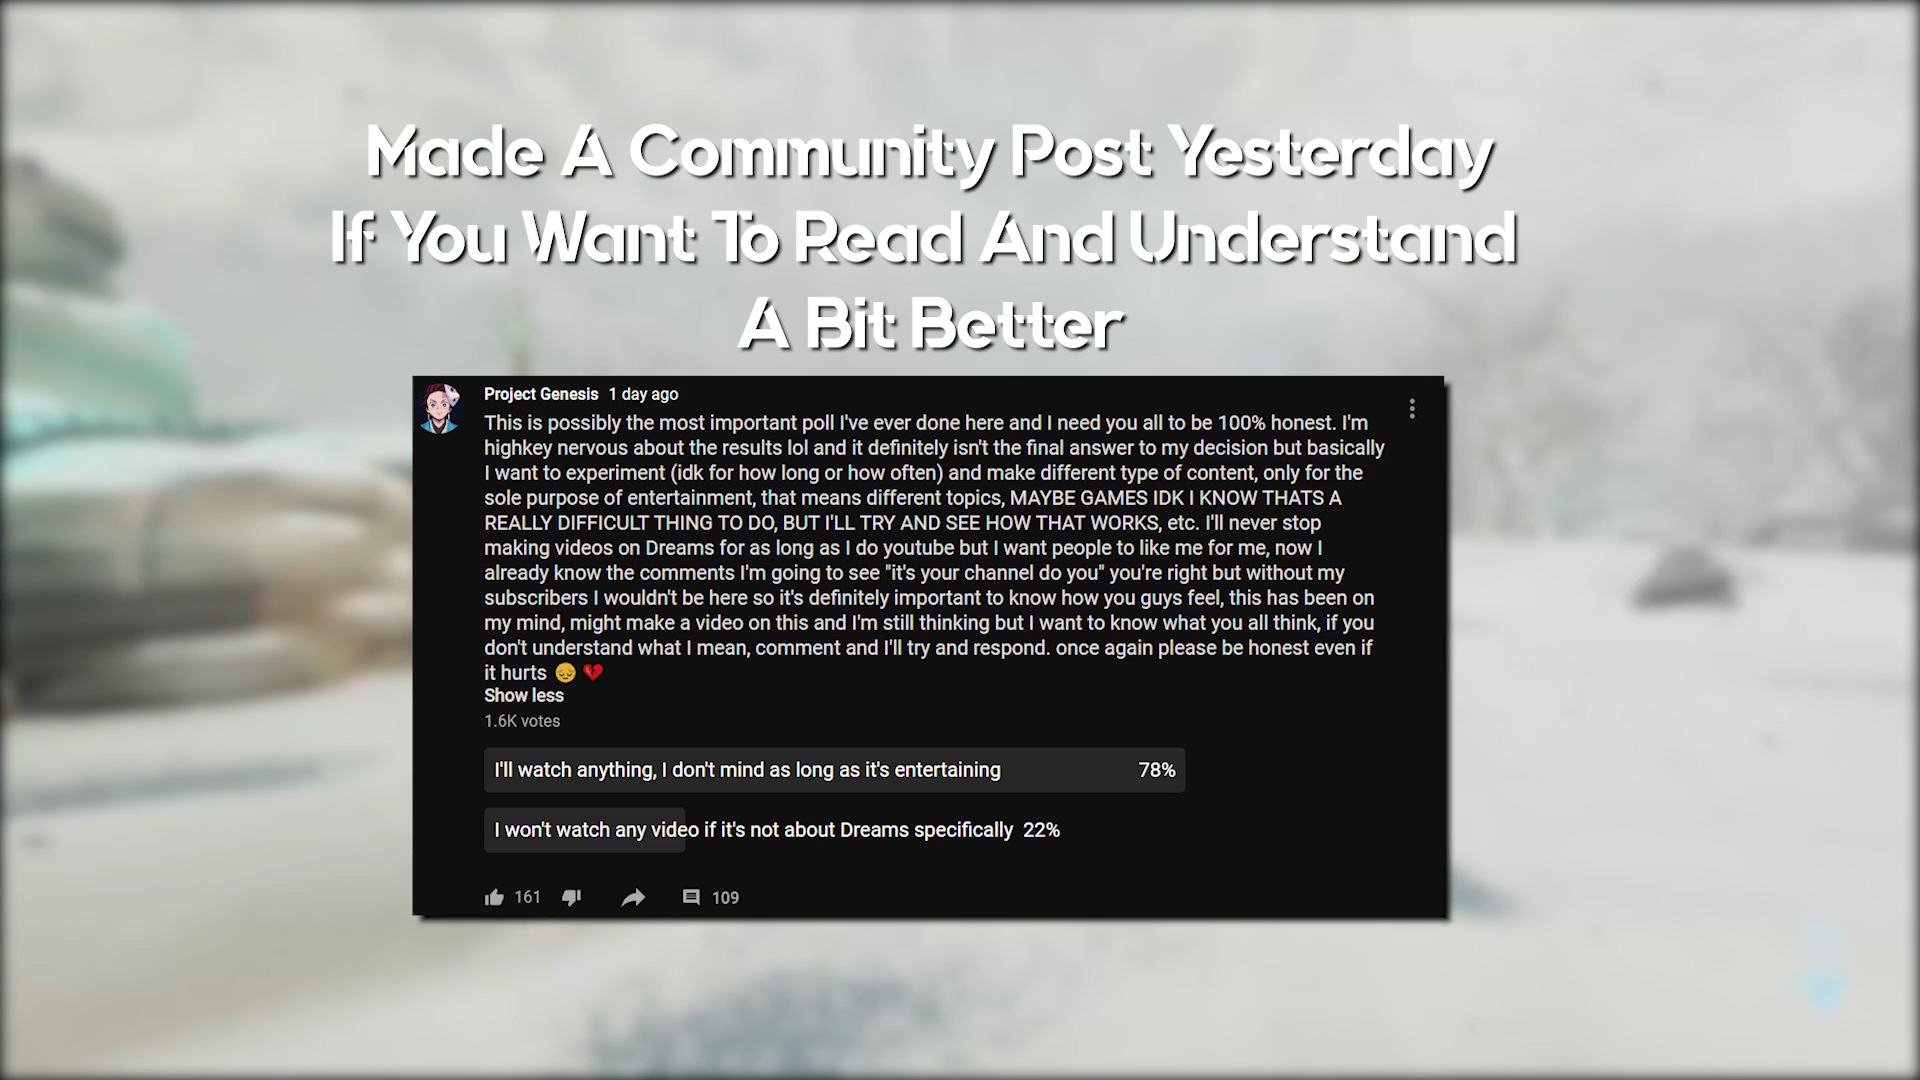 Made A Community Post Yesterday
If You Want To Read And Understand
A Bit Better
Project Genesis 1 day ago
This is possibly the most important poll I've ever done here and I need you all to be 100% honest. I'm
highkey nervous about the results lol and it definitely isn't the final answer to my decision but basically
I want to experiment (idk for how long or how often) and make different type of content, only for the
sole purpose of entertainment, that means different topics, MAYBE GAMES IDK I KNOW THATS A
REALLY DIFFICULT THING TO DO, BUT I'LL TRY AND SEE HOW THAT WORKS, etc. I'll never stop
making videos on Dreams for as long as I do youtube but I want people to like me for me, now I
already know the comments I'm going to see "it's your channel do you" you're right but without my
subscribers I wouldn't be here so it's definitely important to know how you guys feel, this has been on
my mind, might make a video on this and I'm still thinking but I want to know what you all think, if you
don't understand what I mean, comment and I'll try and respond. once again please be honest even if
it hurts 😔 💔
Show less
1.6K votes
I'll watch anything, I don't mind as long as it's entertaining 78%
I won't watch any video if it's not about Dreams specifically 22%
161 109